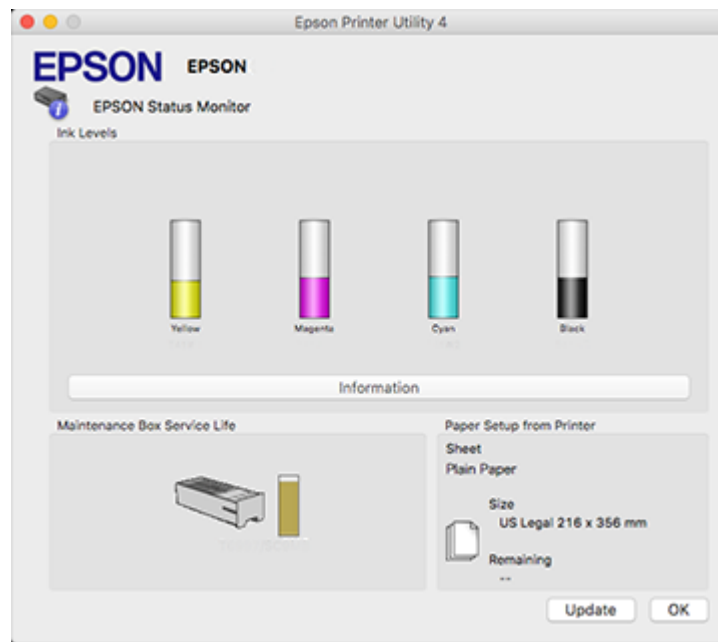 Epson Printer Utility 4
EPSON EPSON
EPSON Status Monitor
Ink Levels
Yellow Magenta Cyan Black
Information
Maintenance Box Service Life
Paper Setup from Printer
Sheet
Plain Paper
Size
US Legal 216 x 356 mm
Remaining
--
Update OK